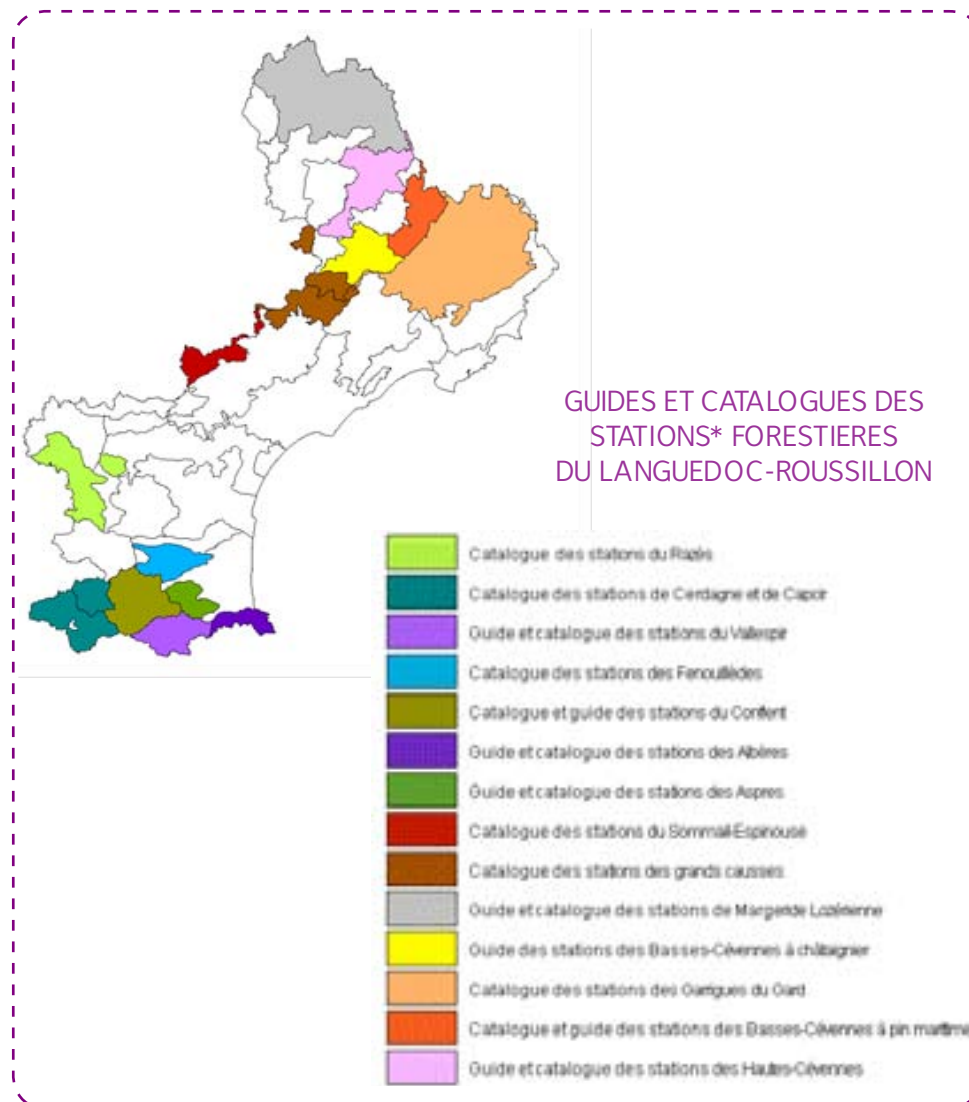 GUIDES ET CATALOGUES DES
STATIONS* FORESTIERES
DU LANGUEDOC-ROUSSILLON
Catalogue des stations du Razès
Catalogue des stations de Cerdagne et de Capcir
Guide et catalogue des stations du Vallespir
Catalogue des stations des Fenouillèdes
Catalogue et guide des stations du Conflent
Guide et catalogue des stations des Albères
Guide et catalogue des stations des Aspres
Catalogue des stations du Sommail-Espinouse
Catalogue des stations des grands causses
Guide et catalogue des stations de Margeride Lozérienne
Guide des stations des Basses-Cévennes à châtaignier
Catalogue des stations des Garrigues du Gard
Catalogue et guide des stations des Basses-Cévennes à pin maritime
Guide et catalogue des stations des Hautes-Cévennes